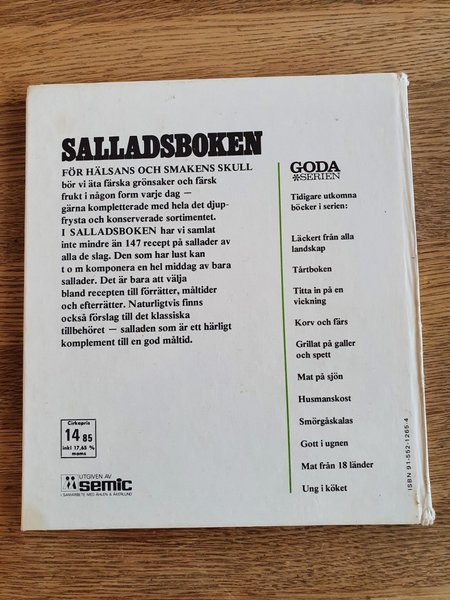 SALLADSBOKEN
FÖR HÄLSANS OCH SMAKENS SKULL
bör vi äta färska grönsaker och färsk
frukt i någon form varje dag —
gärna kompletterade med hela det djup-
frysta och konserverade sortimentet.
I SALLADSBOKEN har vi samlat
inte mindre än 147 recept på sallader av
alla de slag. Den som har lust kan
t o m komponera en hel middag av bara
sallader. Det är bara att välja
bland recepten till förrätter, måltider
och efterrätter. Naturligtvis finns
också förslag till det klassiska
tillbehöret — salladen som är ett härligt
komplement till en god måltid.
Cirkapris
14 85
inkl 17,65 %
moms
UTGIVEN AV
semic
I SAMARBETE MED ÅHLÉN & ÅKERLUND
GODA
SERIEN
Tidigare utkomna
böcker i serien:
Läckert från alla
landskap
Tårtboken
Titta in på en
vickning
Korv och färs
Grillat på galler
och spett
Mat på sjön
Husmanskost
Smörgåskalas
Gott i ugnen
Mat från 18 länder
Ung i köket
ISBN 91-552-1265-4